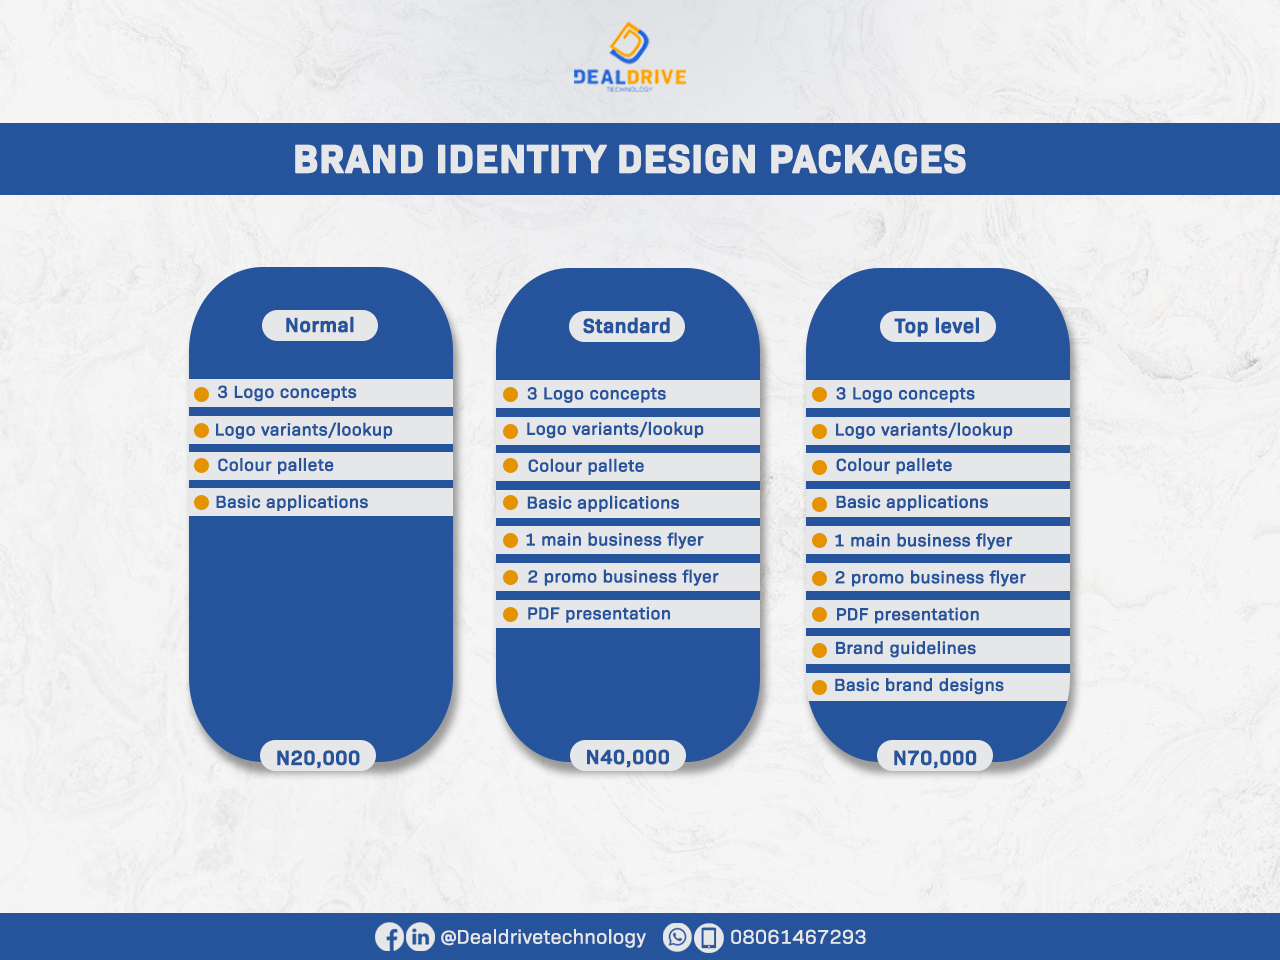 DEALDRIVE
TECHNOLOGY
BRAND IDENTITY DESIGN PACKAGES
Normal
3 Logo concepts
Logo variants/lookup
Colour pallete
Basic applications
N20,000
Standard
3 Logo concepts
Logo variants/lookup
Colour pallete
Basic applications
1 main business flyer
2 promo business flyer
PDF presentation
N40,000
Top level
3 Logo concepts
Logo variants/lookup
Colour pallete
Basic applications
1 main business flyer
2 promo business flyer
PDF presentation
Brand guidelines
Basic brand designs
N70,000
@Dealdrivetechnology 08061467293